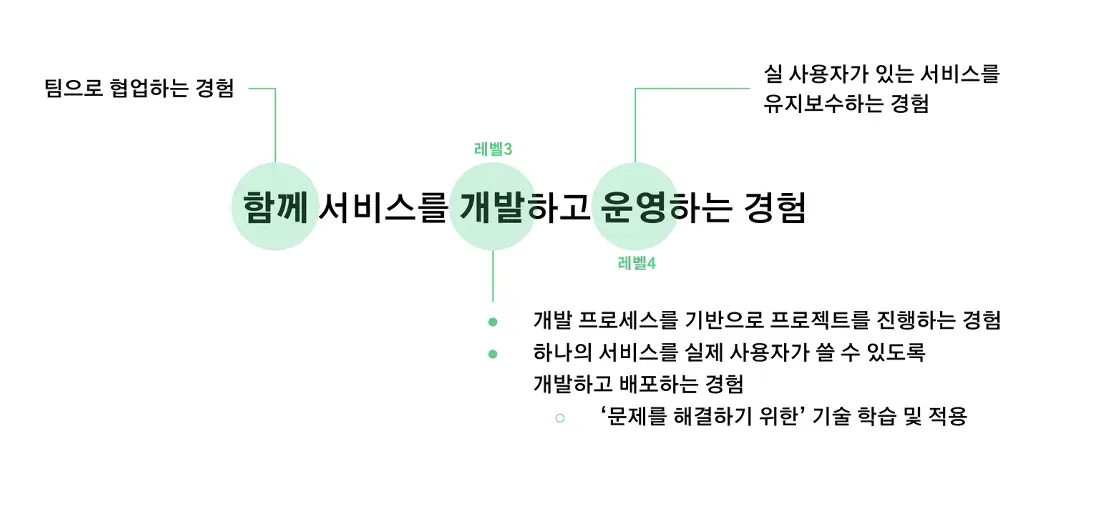 팀으로 협업하는 경험
실 사용자가 있는 서비스를
유지보수하는 경험
레벨3
함께 서비스를 개발하고 운영하는 경험
레벨4
개발 프로세스를 기반으로 프로젝트를 진행하는 경험
하나의 서비스를 실제 사용자가 쓸 수 있도록
개발하고 배포하는 경험
‘문제를 해결하기 위한’ 기술 학습 및 적용